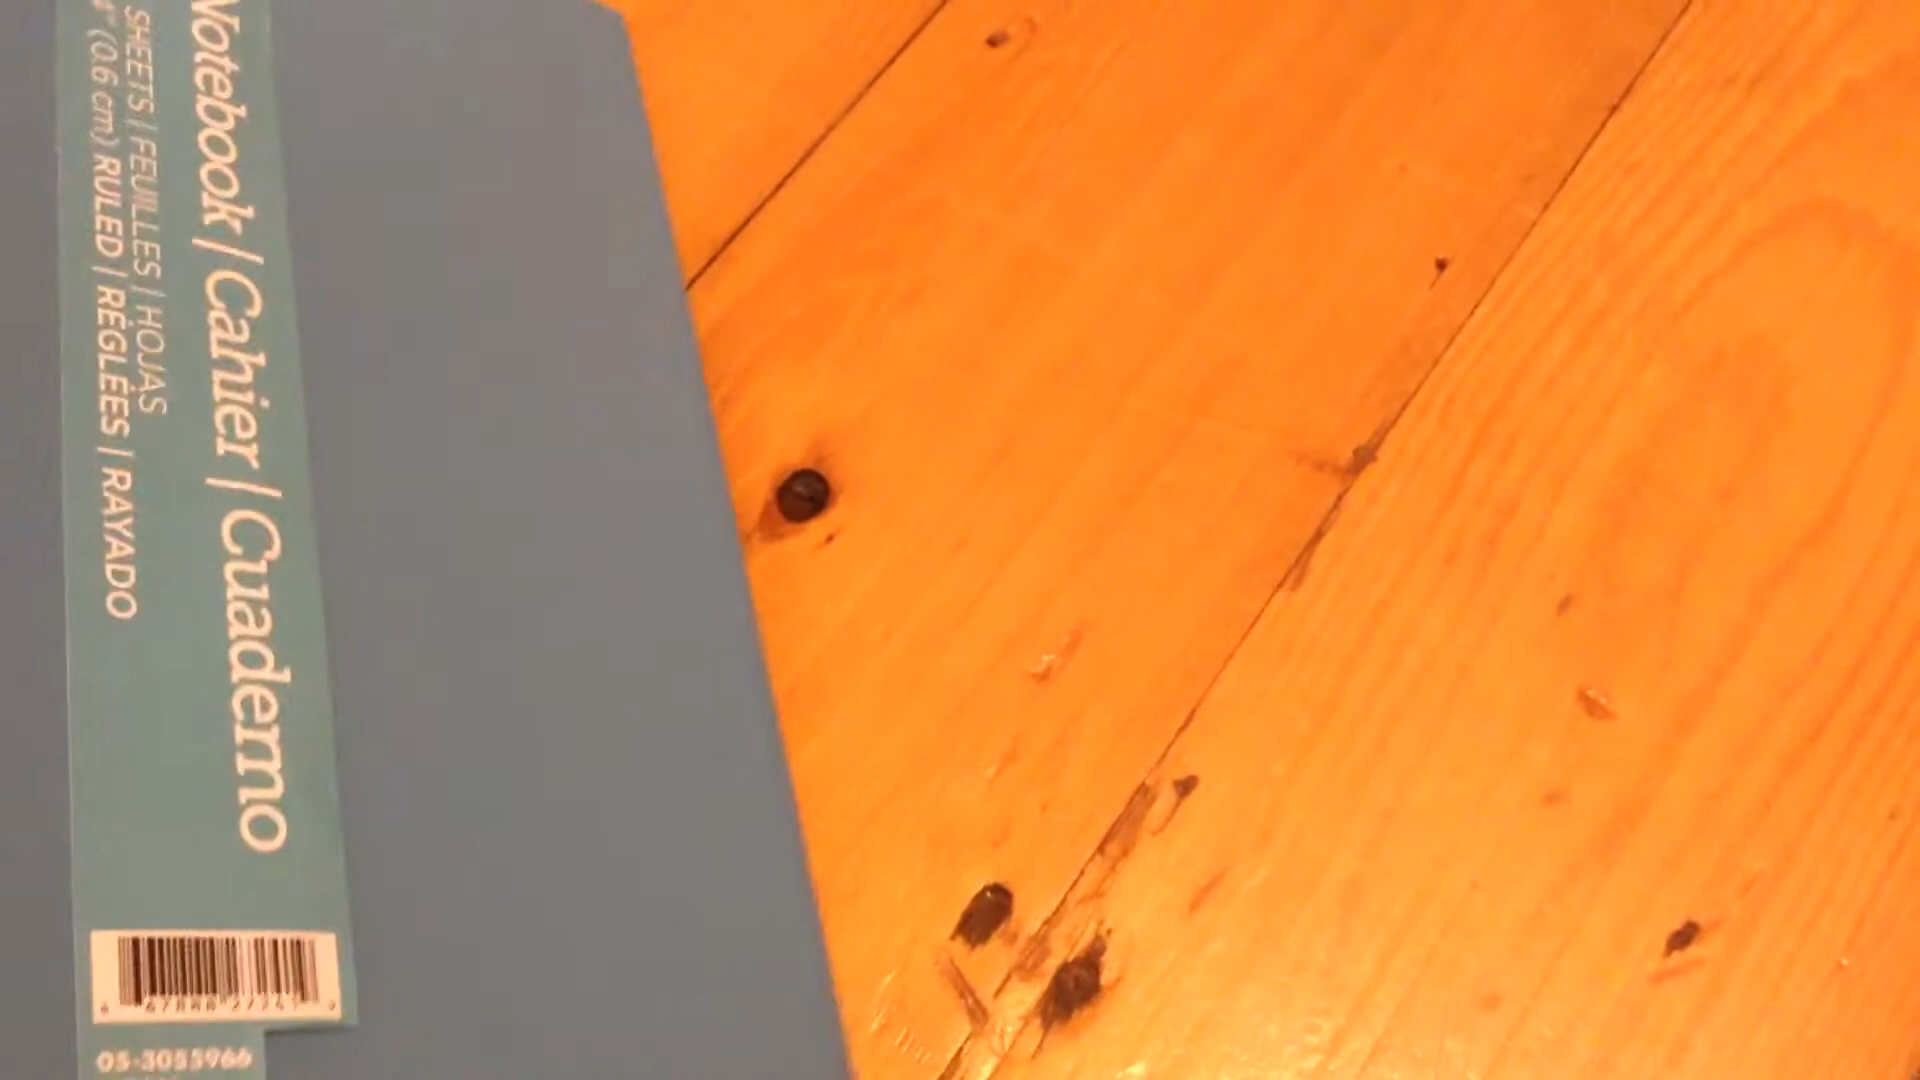 Notebook | Cahier | Cuaderno
SHEETS | FEUILLES | HOJAS
(0.6 cm) RULED | RÉGLÉES | RAYADO
05-3055966